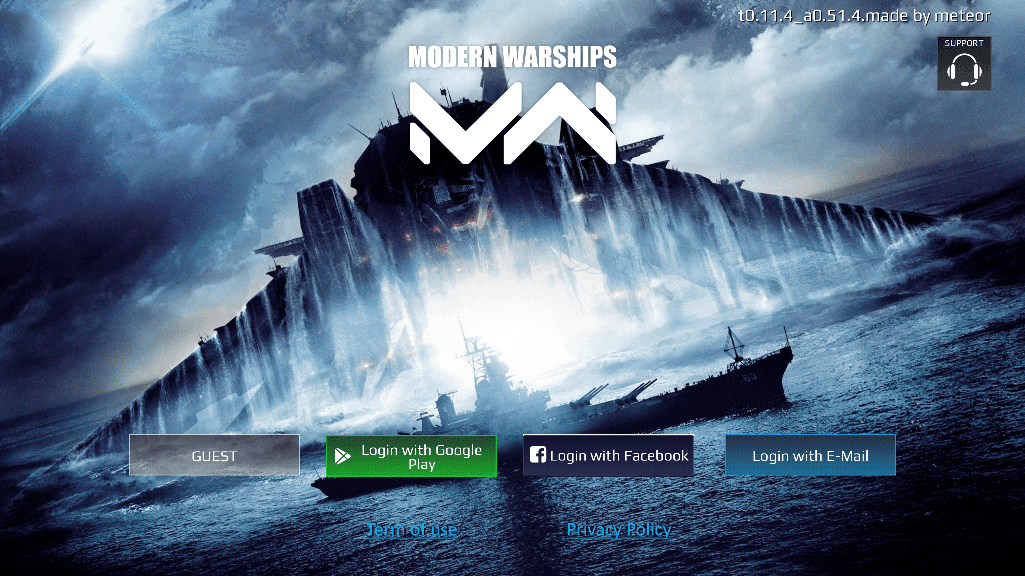 t0.11.4_a0.51.4.made by meteor
SUPPORT
MODERN WARSHIPS
63
GUEST
Login with Google
Play
Login with Facebook
Login with E-Mail
Term of use
Privacy Policy